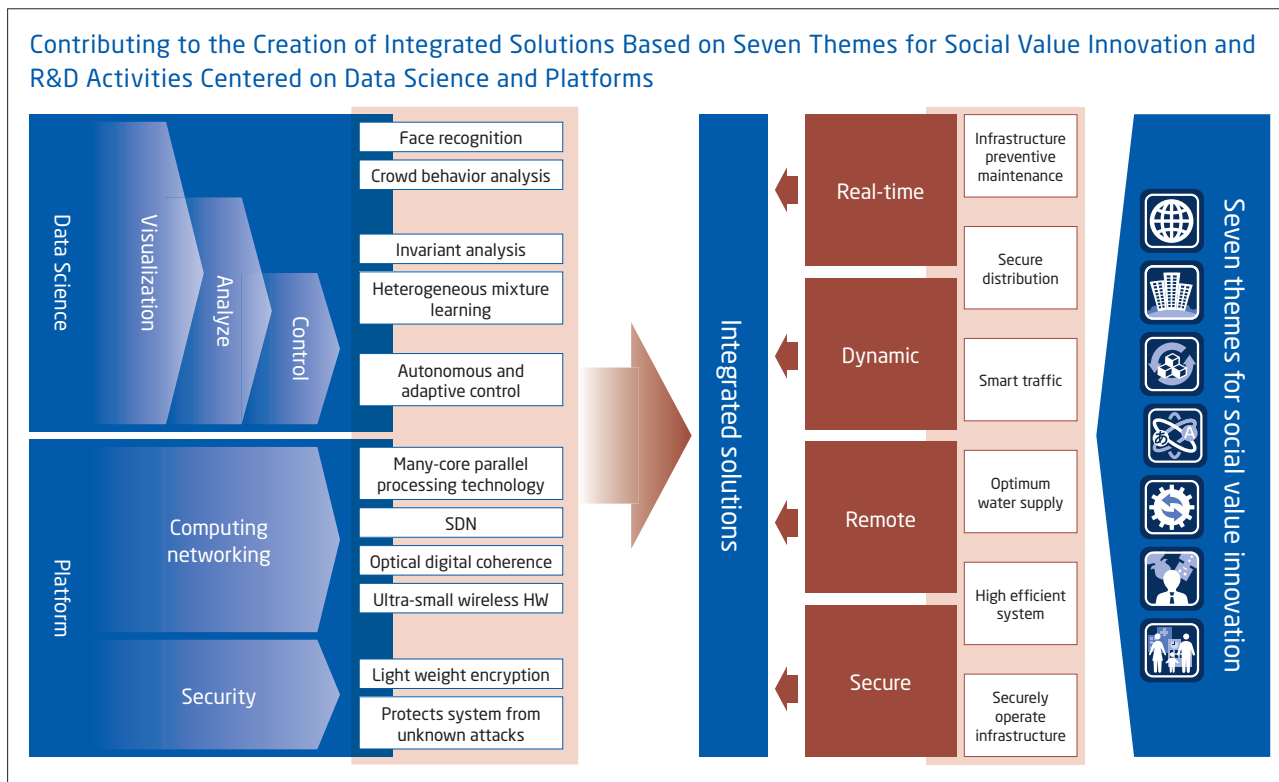 Contributing to the Creation of Integrated Solutions Based on Seven Themes for Social Value Innovation and
R&D Activities Centered on Data Science and Platforms
Data Science
Visualization
Analyze
Control
Face recognition
Crowd behavior analysis
Invariant analysis
Heterogeneous mixture
learning
Autonomous and
adaptive control
Platform
Computing
networking
Security
Many-core parallel
processing technology
SDN
Optical digital coherence
Ultra-small wireless HW
Light weight encryption
Protects system from
unknown attacks
Integrated solutions
Real-time
Dynamic
Remote
Secure
Infrastructure
preventive
maintenance
Secure
distribution
Smart traffic
Optimum
water supply
High efficient
system
Securely
operate
infrastructure
あ
A
Seven themes for social value innovation